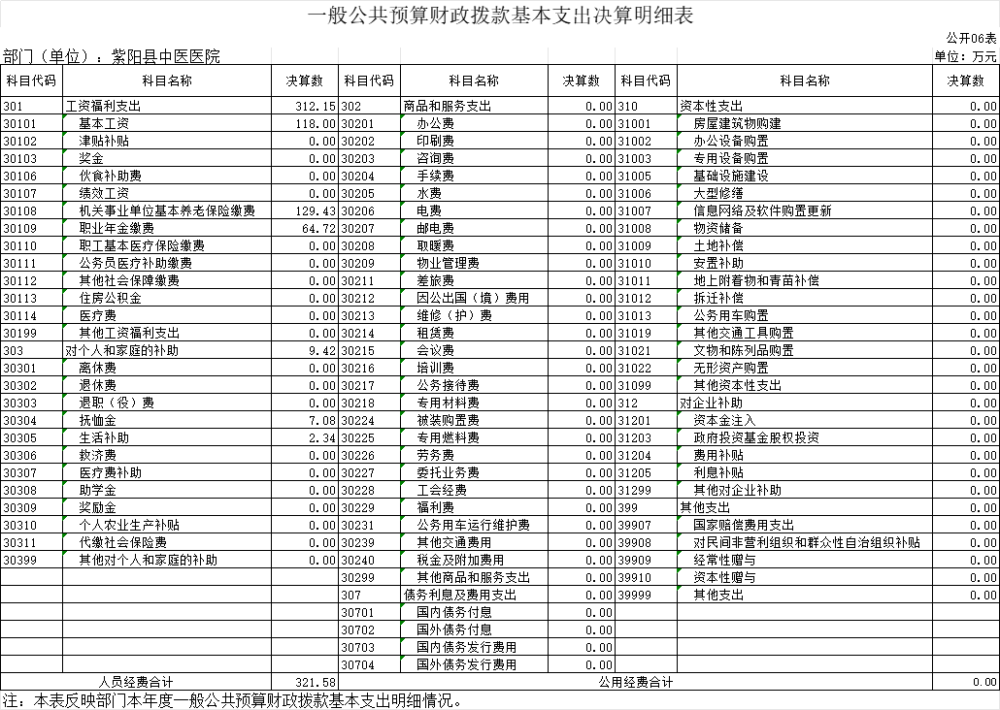 一般公共预算财政拨款基本支出决算明细表
公开06表
部门（单位）：紫阳县中医医院 单位：万元
科目代码 科目名称 决算数 科目代码 科目名称 决算数 科目代码 科目名称 决算数
301 工资福利支出 312.15 302 商品和服务支出 0.00 310 资本性支出 0.00
30101 基本工资 118.00 30201 办公费 0.00 31001 房屋建筑物购建 0.00
30102 津贴补贴 0.00 30202 印刷费 0.00 31002 办公设备购置 0.00
30103 奖金 0.00 30203 咨询费 0.00 31003 专用设备购置 0.00
30106 伙食补助费 0.00 30204 手续费 0.00 31005 基础设施建设 0.00
30107 绩效工资 0.00 30205 水费 0.00 31006 大型修缮 0.00
30108 机关事业单位基本养老保险缴费 129.43 30206 电费 0.00 31007 信息网络及软件购置更新 0.00
30109 职业年金缴费 64.72 30207 邮电费 0.00 31008 物资储备 0.00
30110 职工基本医疗保险缴费 0.00 30208 取暖费 0.00 31009 土地补偿 0.00
30111 公务员医疗补助缴费 0.00 30209 物业管理费 0.00 31010 安置补助 0.00
30112 其他社会保障缴费 0.00 30211 差旅费 0.00 31011 地上附着物和青苗补偿 0.00
30113 住房公积金 0.00 30212 因公出国（境）费用 0.00 31012 拆迁补偿 0.00
30114 医疗费 0.00 30213 维修（护）费 0.00 31013 公务用车购置 0.00
30199 其他工资福利支出 0.00 30214 租赁费 0.00 31019 其他交通工具购置 0.00
303 对个人和家庭的补助 9.42 30215 会议费 0.00 31021 文物和陈列品购置 0.00
30301 离休费 0.00 30216 培训费 0.00 31022 无形资产购置 0.00
30302 退休费 0.00 30217 公务接待费 0.00 31099 其他资本性支出 0.00
30303 退职（役）费 0.00 30218 专用材料费 0.00 312 对企业补助 0.00
30304 抚恤金 7.08 30224 被装购置费 0.00 31201 资本金注入 0.00
30305 生活补助 2.34 30225 专用燃料费 0.00 31203 政府投资基金股权投资 0.00
30306 救济费 0.00 30226 劳务费 0.00 31204 费用补贴 0.00
30307 医疗费补助 0.00 30227 委托业务费 0.00 31205 利息补贴 0.00
30308 助学金 0.00 30228 工会经费 0.00 31299 其他对企业补助 0.00
30309 奖励金 0.00 30229 福利费 0.00 399 其他支出 0.00
30310 个人农业生产补贴 0.00 30231 公务用车运行维护费 0.00 39907 国家赔偿费用支出 0.00
30311 代缴社会保险费 0.00 30239 其他交通费用 0.00 39908 对民间非营利组织和群众性自治组织补贴 0.00
30399 其他对个人和家庭的补助 0.00 30240 税金及附加费用 0.00 39909 经常性赠与 0.00
30299 其他商品和服务支出 0.00 39910 资本性赠与 0.00
307 债务利息及费用支出 0.00 39999 其他支出 0.00
30701 国内债务付息 0.00
30702 国外债务付息 0.00
30703 国内债务发行费用 0.00
30704 国外债务发行费用 0.00
人员经费合计 321.58 公用经费合计 0.00
注：本表反映部门本年度一般公共预算财政拨款基本支出明细情况。